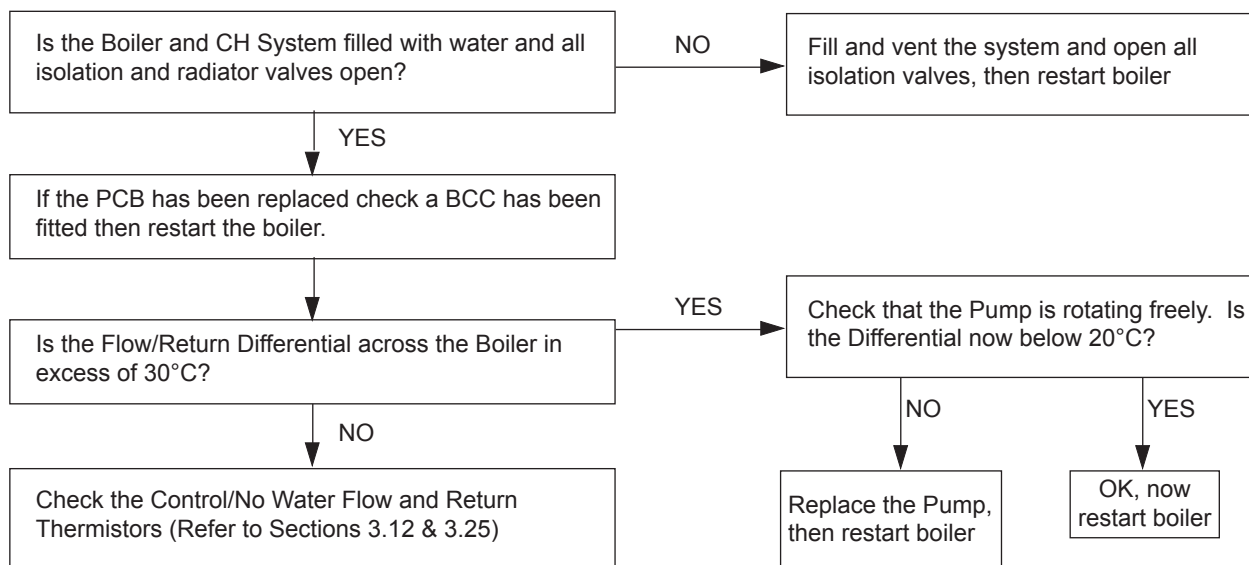 Is the Boiler and CH System filled with water and all
isolation and radiator valves open?
NO
Fill and vent the system and open all
isolation valves, then restart boiler
YES
If the PCB has been replaced check a BCC has been
fitted then restart the boiler.
Is the Flow/Return Differential across the Boiler in
excess of 30°C?
YES
Check that the Pump is rotating freely.  Is
the Differential now below 20°C?
NO
Check the Control/No Water Flow and Return
Thermistors (Refer to Sections 3.12 & 3.25)
NO
Replace the Pump,
then restart boiler
YES
OK, now
restart boiler